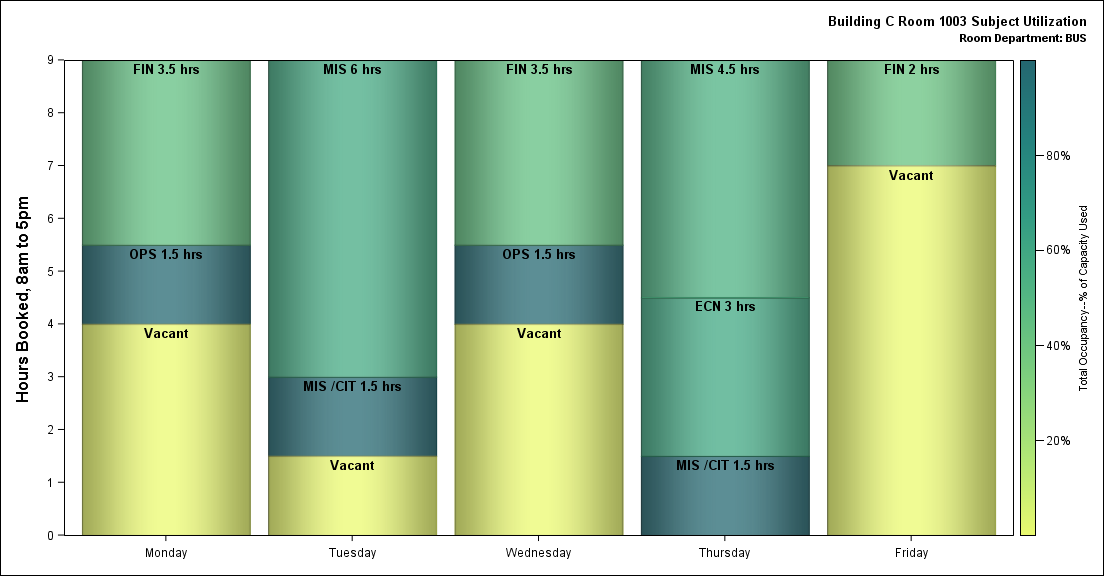 Building C Room 1003 Subject Utilization
Room Department: BUS
Hours Booked, 8am to 5pm
9
8
7
6
5
4
3
2
1
0
FIN 3.5 hrs
OPS 1.5 hrs
Vacant
MIS 6 hrs
MIS /CIT 1.5 hrs
Vacant
FIN 3.5 hrs
OPS 1.5 hrs
Vacant
MIS 4.5 hrs
ECN 3 hrs
MIS /CIT 1.5 hrs
FIN 2 hrs
Vacant
Monday
Tuesday
Wednesday
Thursday
Friday
80%
60%
40%
20%
Total Occupancy--% of Capacity Used